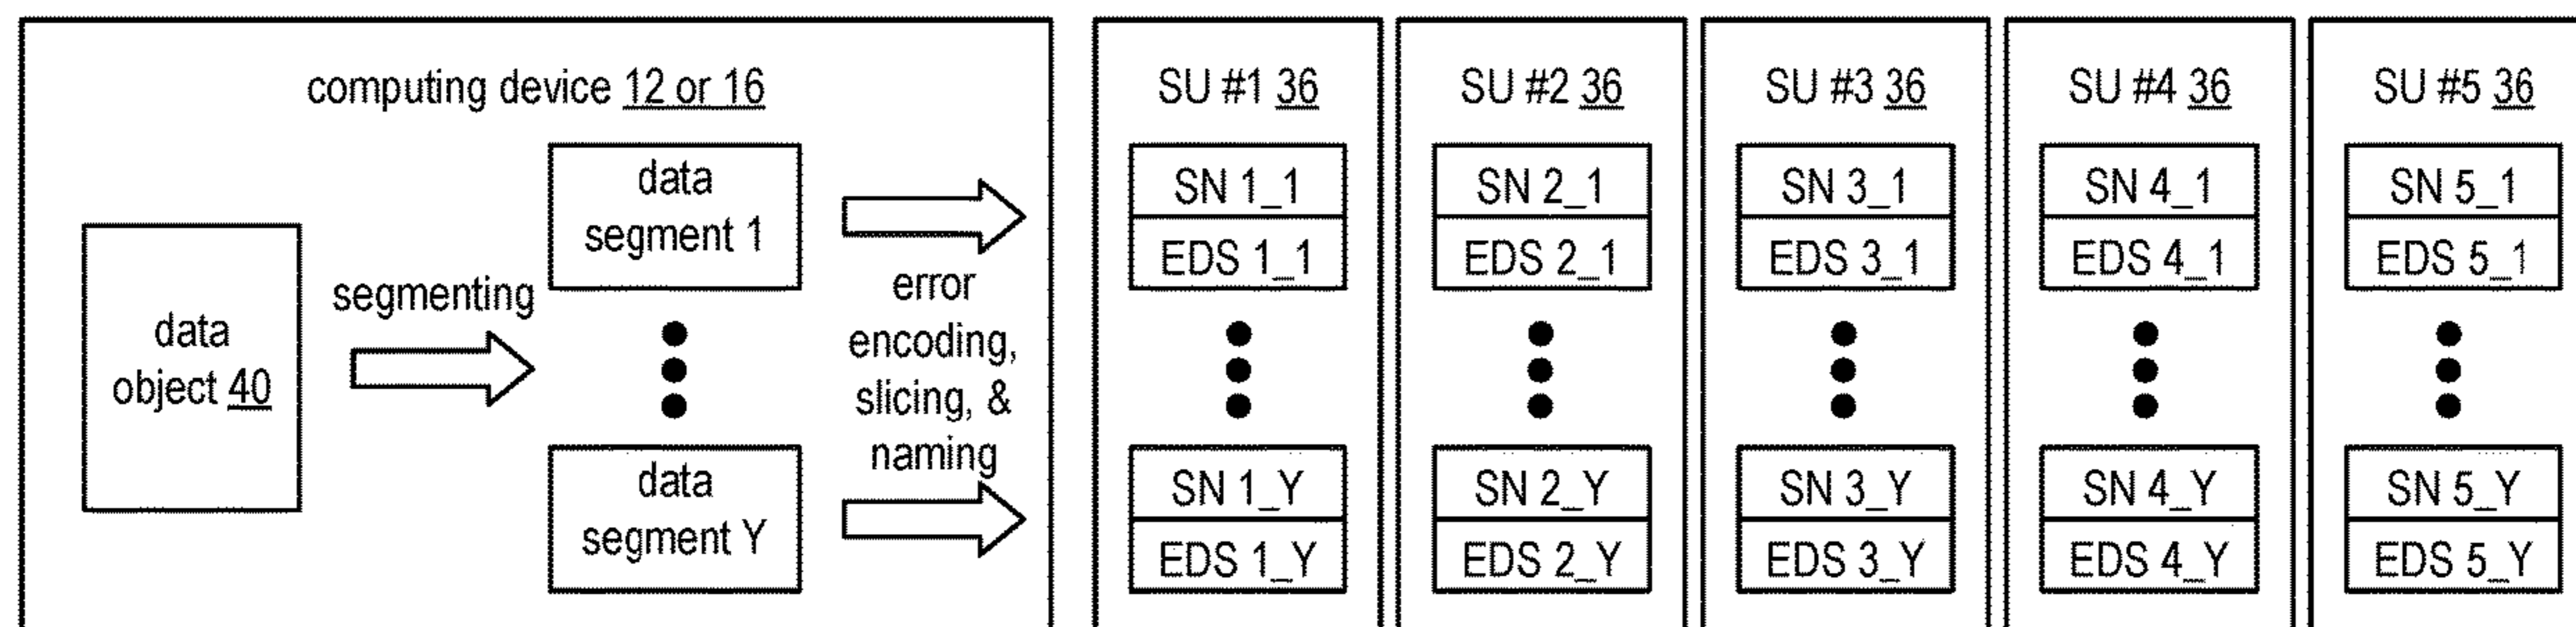 computing device 12 or 16
data
object 40
segmenting
data
segment 1
data
segment Y
error
encoding,
slicing, &
naming
SU #1 36
SN 1_1
EDS 1_1
SN 1_Y
EDS 1_Y
SU #2 36
SN 2_1
EDS 2_1
SN 2_Y
EDS 2_Y
SU #3 36
SN 3_1
EDS 3_1
SN 3_Y
EDS 3_Y
SU #4 36
SN 4_1
EDS 4_1
SN 4_Y
EDS 4_Y
SU #5 36
SN 5_1
EDS 5_1
SN 5_Y
EDS 5_Y